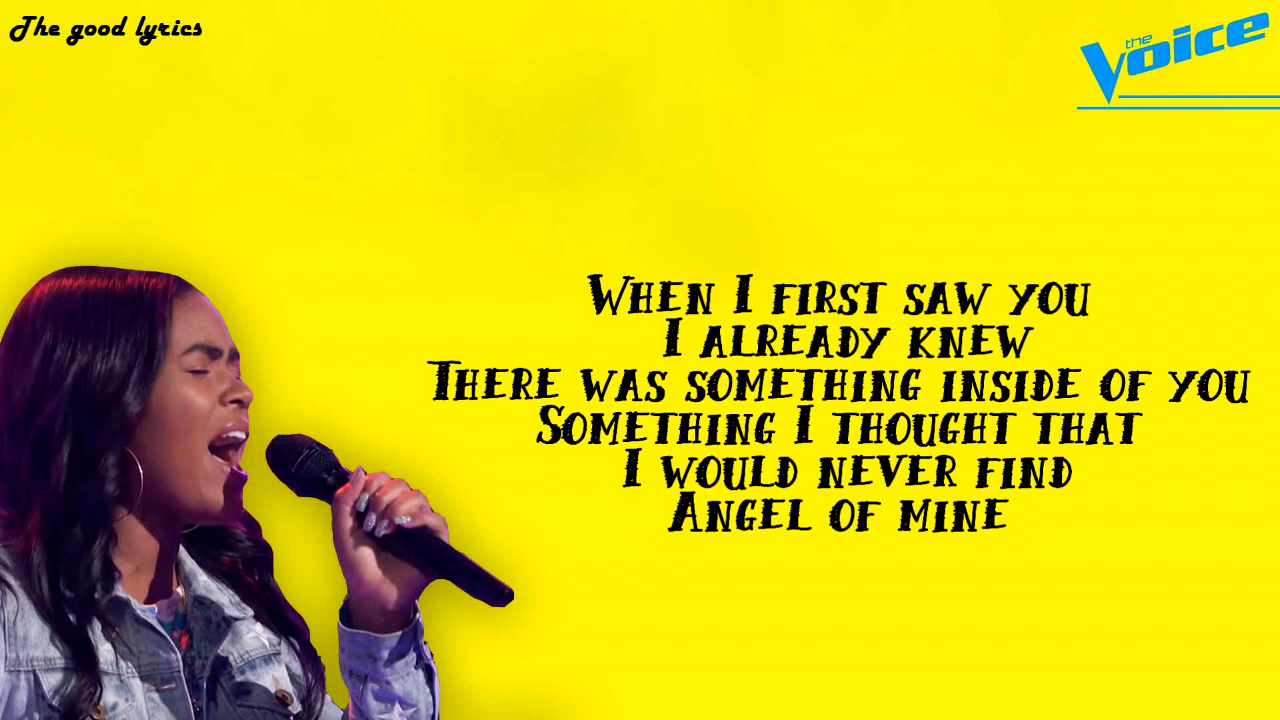 The good lyrics
the Voice
When I first saw you
I already knew
There was something inside of you
Something I thought that
I would never find
Angel of mine